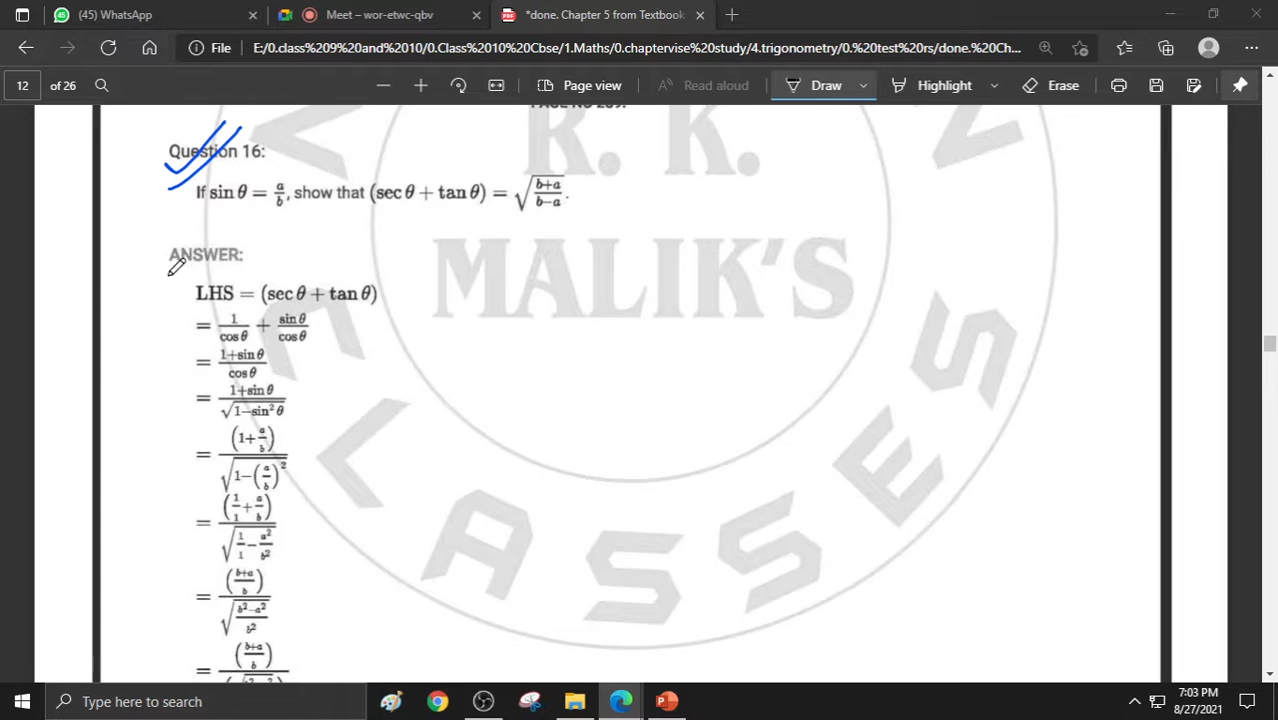 (45) WhatsApp
Meet – wor-etwc-qbv
*done. Chapter 5 from Textbook
File
E:/0.class%209%20and%2010/0.Class%2010%20Cbse/1.Maths/0.chaptervise%20study/4.trigonometry/0.%20test%20rs/done.%20Ch...
12 of 26
Page view
Read aloud
Draw
Highlight
Erase
Question 16:
If sin θ = a/b, show that (sec θ + tan θ) = √((b+a)/(b−a)).
ANSWER:
LHS = (sec θ + tan θ)
= 1/cos θ + sin θ/cos θ
= (1+sin θ)/cos θ
= (1+sin θ)/√(1−sin² θ)
= (1+a/b)/√(1−(a/b)²)
= (1/1+a/b)/√(1/1−a²/b²)
= ((b+a)/b)/√((b²−a²)/b²)
= ((b+a)/b)
R. K.
MALIK'S
CLASSES
Type here to search
7:03 PM
8/27/2021